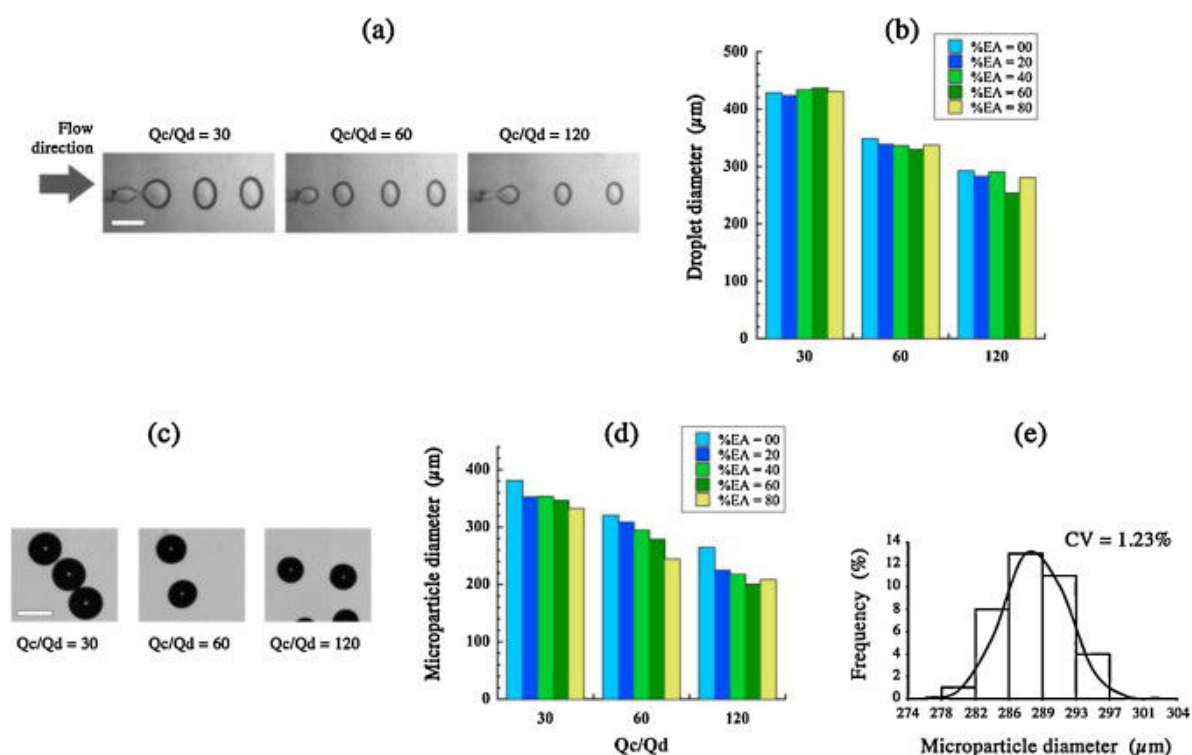 (a)
Flow
direction
Qc/Qd = 30
Qc/Qd = 60
Qc/Qd = 120
(b)
Droplet diameter (µm)
500
400
300
200
100
0
30
60
120
%EA = 00
%EA = 20
%EA = 40
%EA = 60
%EA = 80
(c)
Qc/Qd = 30
Qc/Qd = 60
Qc/Qd = 120
(d)
Microparticle diameter (µm)
400
300
200
100
0
30
60
120
Qc/Qd
%EA = 00
%EA = 20
%EA = 40
%EA = 60
%EA = 80
(e)
CV = 1.23%
Frequency (%)
14
12
10
8
6
4
2
0
274 278 282 286 289 293 297 301 304
Microparticle diameter (µm)